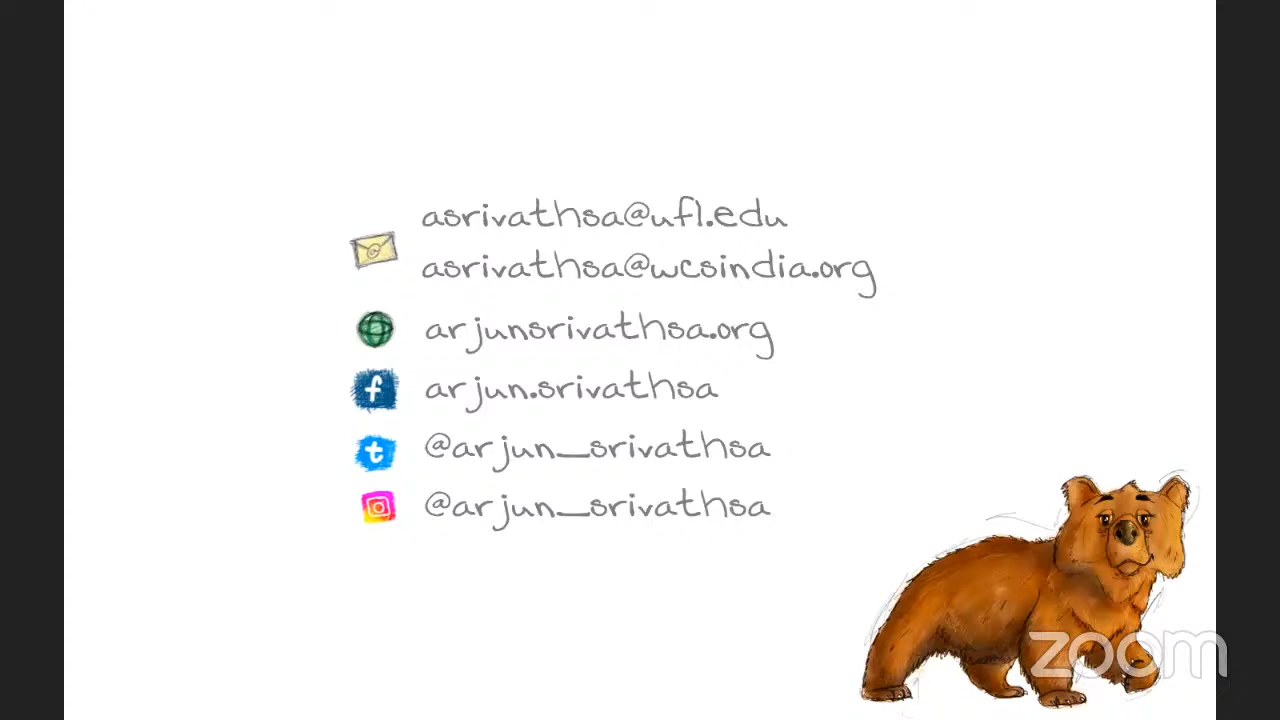 asrivathsa@ufl.edu
asrivathsa@wcsindia.org
arjunsrivathsa.org
f arjun.srivathsa
t @arjun_srivathsa
@arjun_srivathsa
zoom